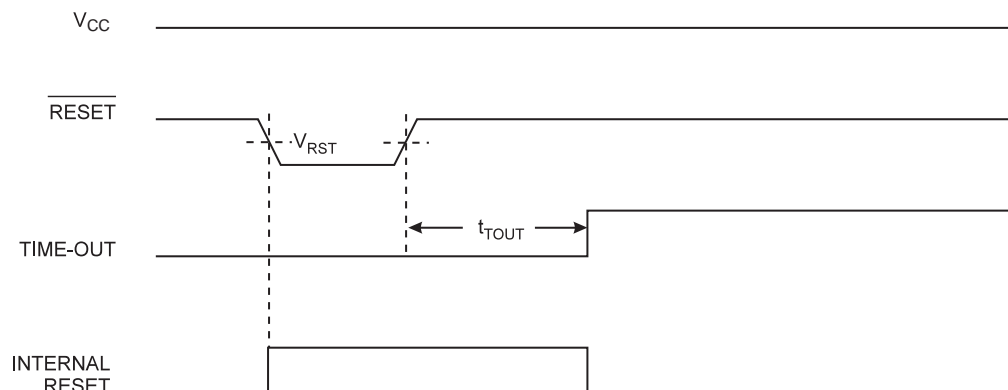 VCC
RESET
VRST
tTOUT
TIME-OUT
INTERNAL
RESET